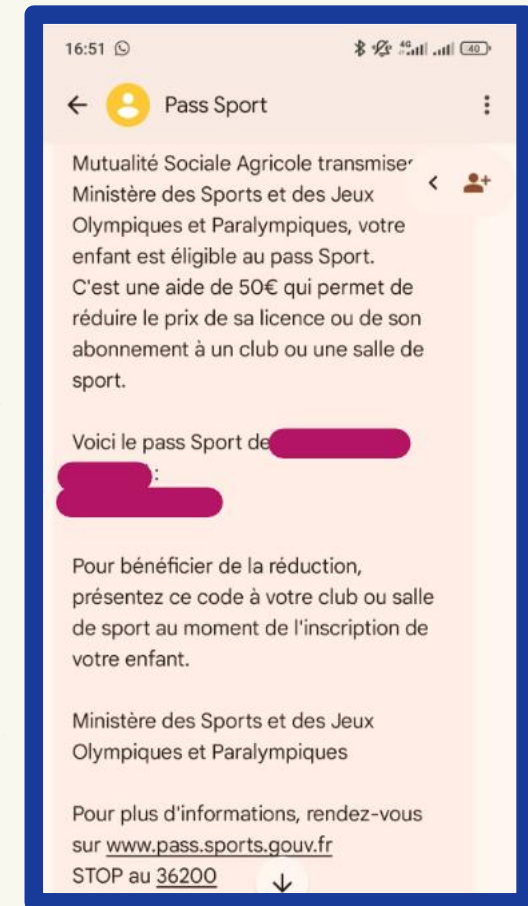 16:51
4G
40
Pass Sport
Mutualité Sociale Agricole
Ministère des Sports et des Jeux
Olympiques et Paralympiques, votre
enfant est éligible au pass Sport.
C'est une aide de 50€ qui permet de
réduire le prix de sa licence ou de son
abonnement à un club ou une salle de
sport.
Voici le pass Sport de
:
Pour bénéficier de la réduction,
présentez ce code à votre club ou salle
de sport au moment de l'inscription de
votre enfant.
Ministère des Sports et des Jeux
Olympiques et Paralympiques
Pour plus d'informations, rendez-vous
sur www.pass.sports.gouv.fr
STOP au 36200